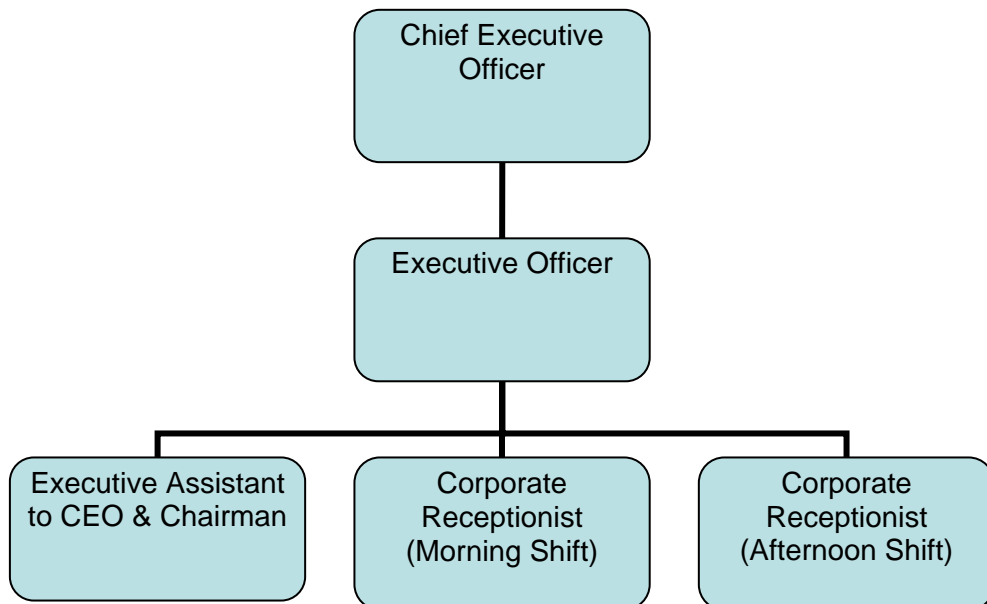 Chief Executive
Officer
Executive Officer
Executive Assistant
to CEO & Chairman
Corporate
Receptionist
(Morning Shift)
Corporate
Receptionist
(Afternoon Shift)